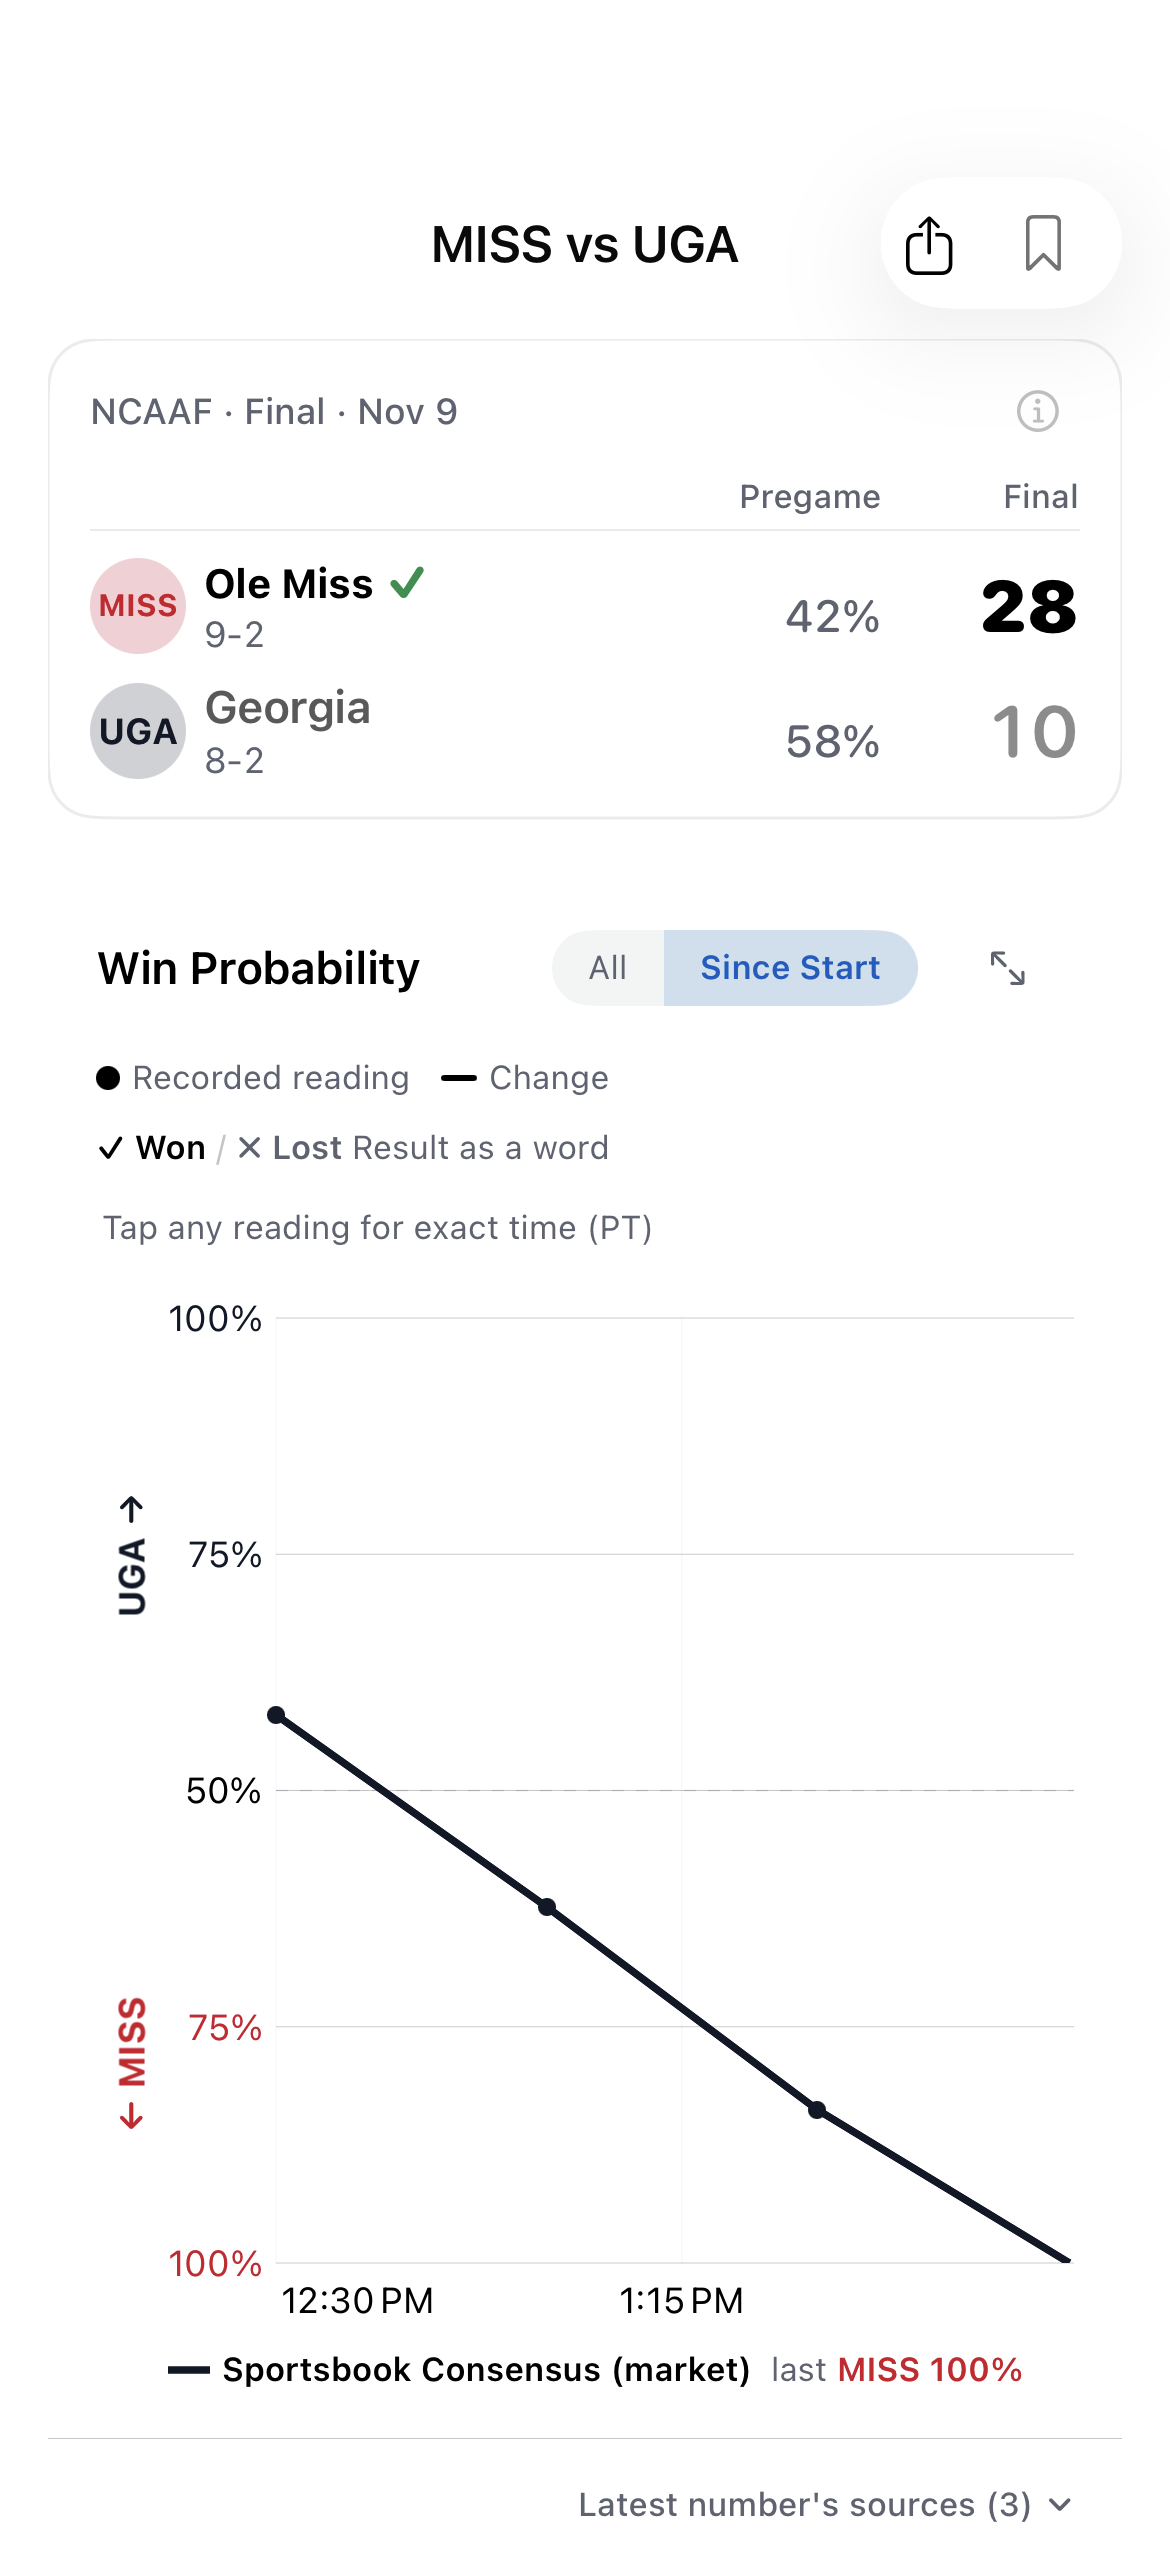 MISS vs UGA
NCAAF · Final · Nov 9
Pregame Final
MISS Ole Miss 42% 28
9-2
UGA Georgia 58% 10
8-2
Win Probability All Since Start
Recorded reading Change
Won / Lost Result as a word
Tap any reading for exact time (PT)
100%
UGA →
75%
50%
← MISS
75%
100%
12:30 PM 1:15 PM
Sportsbook Consensus (market) last MISS 100%
Latest number's sources (3)